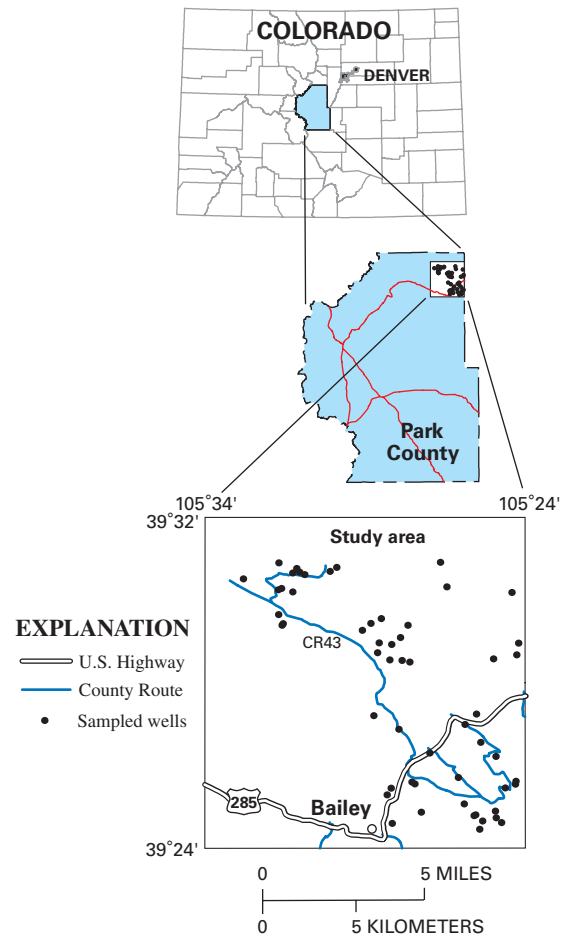 COLORADO
DENVER
Park
County
105°34'
105°24'
39°32'
Study area
EXPLANATION
U.S. Highway
County Route
Sampled wells
CR43
285
Bailey
39°24'
0 5 MILES
0 5 KILOMETERS